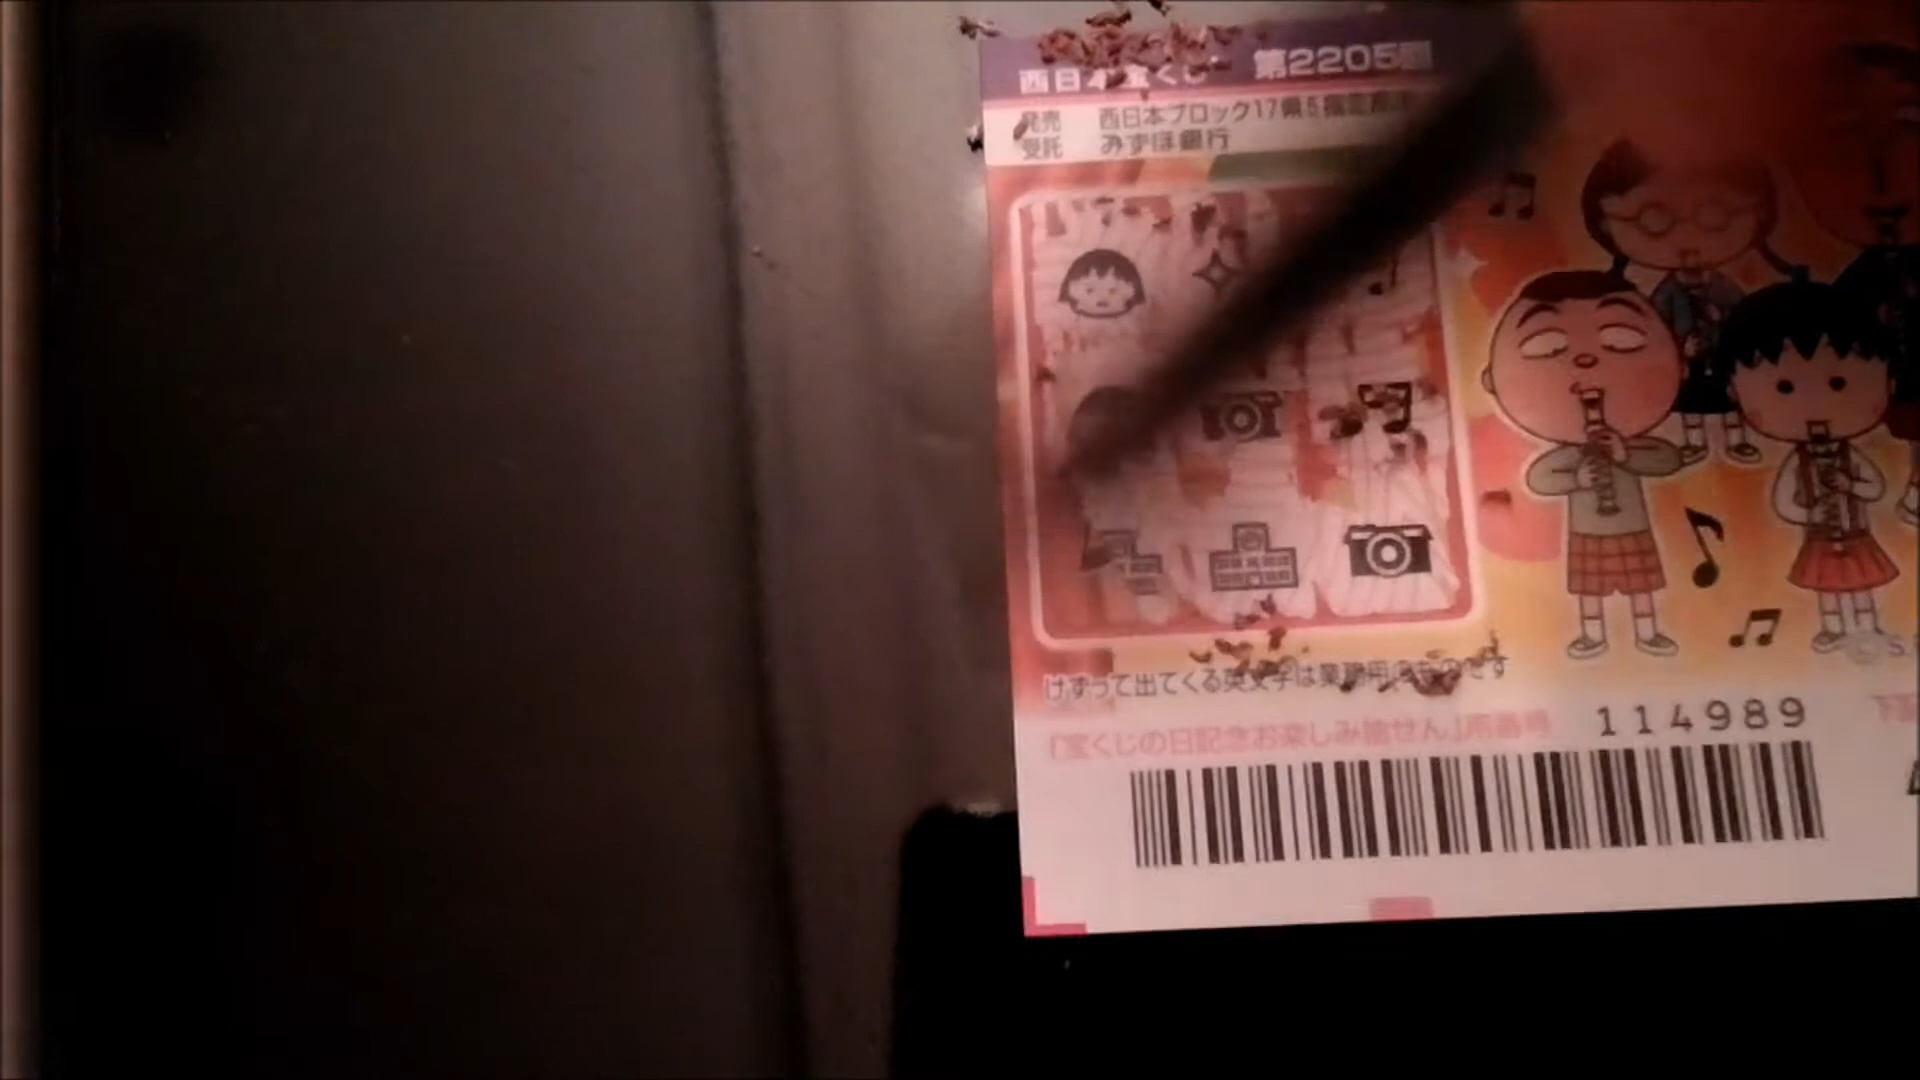 西日本宝くじ 第2205回
発売 西日本ブロック17県6指定都市
受託 みずほ銀行
けずって出てくる英文字は業務用のものです
「宝くじの日記念お楽しみ抽せん」用番号 114989